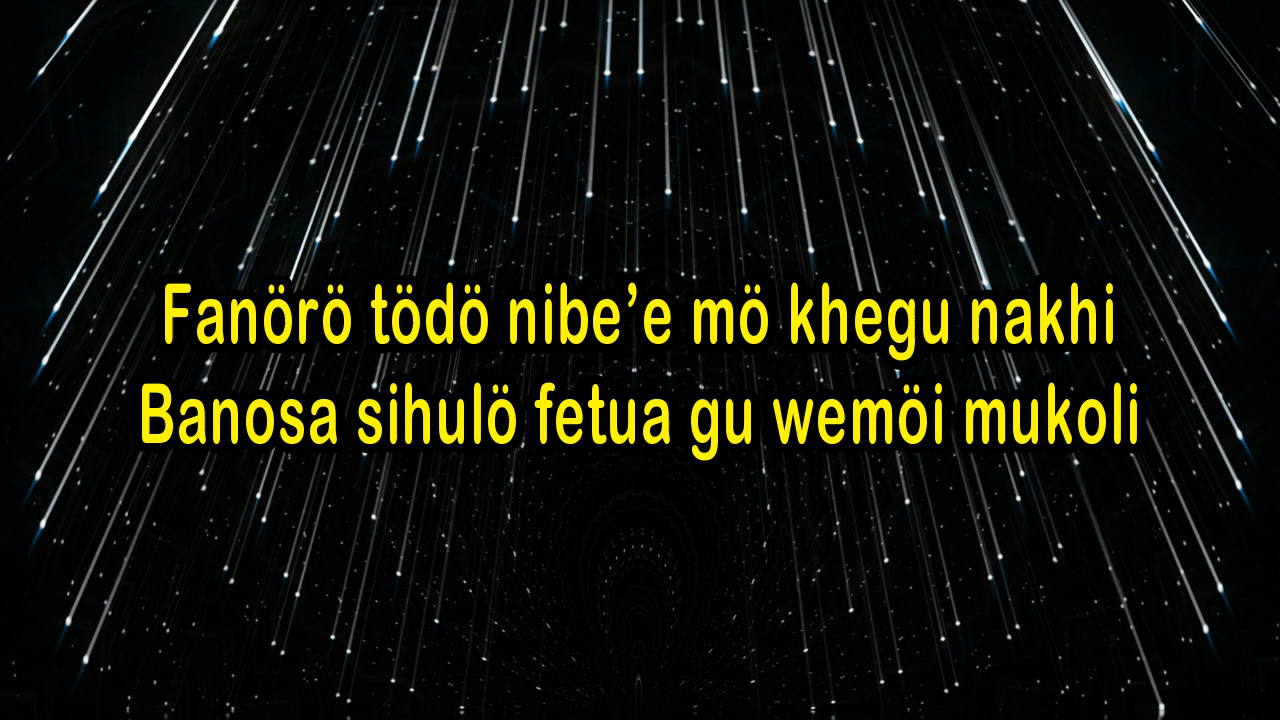 Fanörö tödö nibe’e mö khegu nakhi
Banosa sihulö fetua gu wemöi mukoli